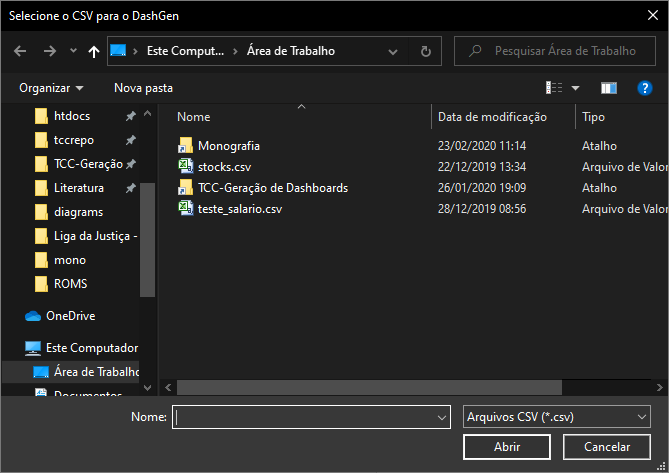 Selecione o CSV para o DashGen
Este Comput... Área de Trabalho
Pesquisar Área de Trabalho
Organizar
Nova pasta
htdocs
tccrepo
TCC-Geração
Literatura
diagrams
Liga da Justiça -
mono
ROMS
OneDrive
Este Computador
Área de Trabalho
Documentos
Nome Data de modificação Tipo
Monografia 23/02/2020 11:14 Atalho
stocks.csv 22/12/2019 13:34 Arquivo de Valor
TCC-Geração de Dashboards 26/01/2020 19:09 Atalho
teste_salario.csv 28/12/2019 08:56 Arquivo de Valor
Nome:
Arquivos CSV (*.csv)
Abrir
Cancelar